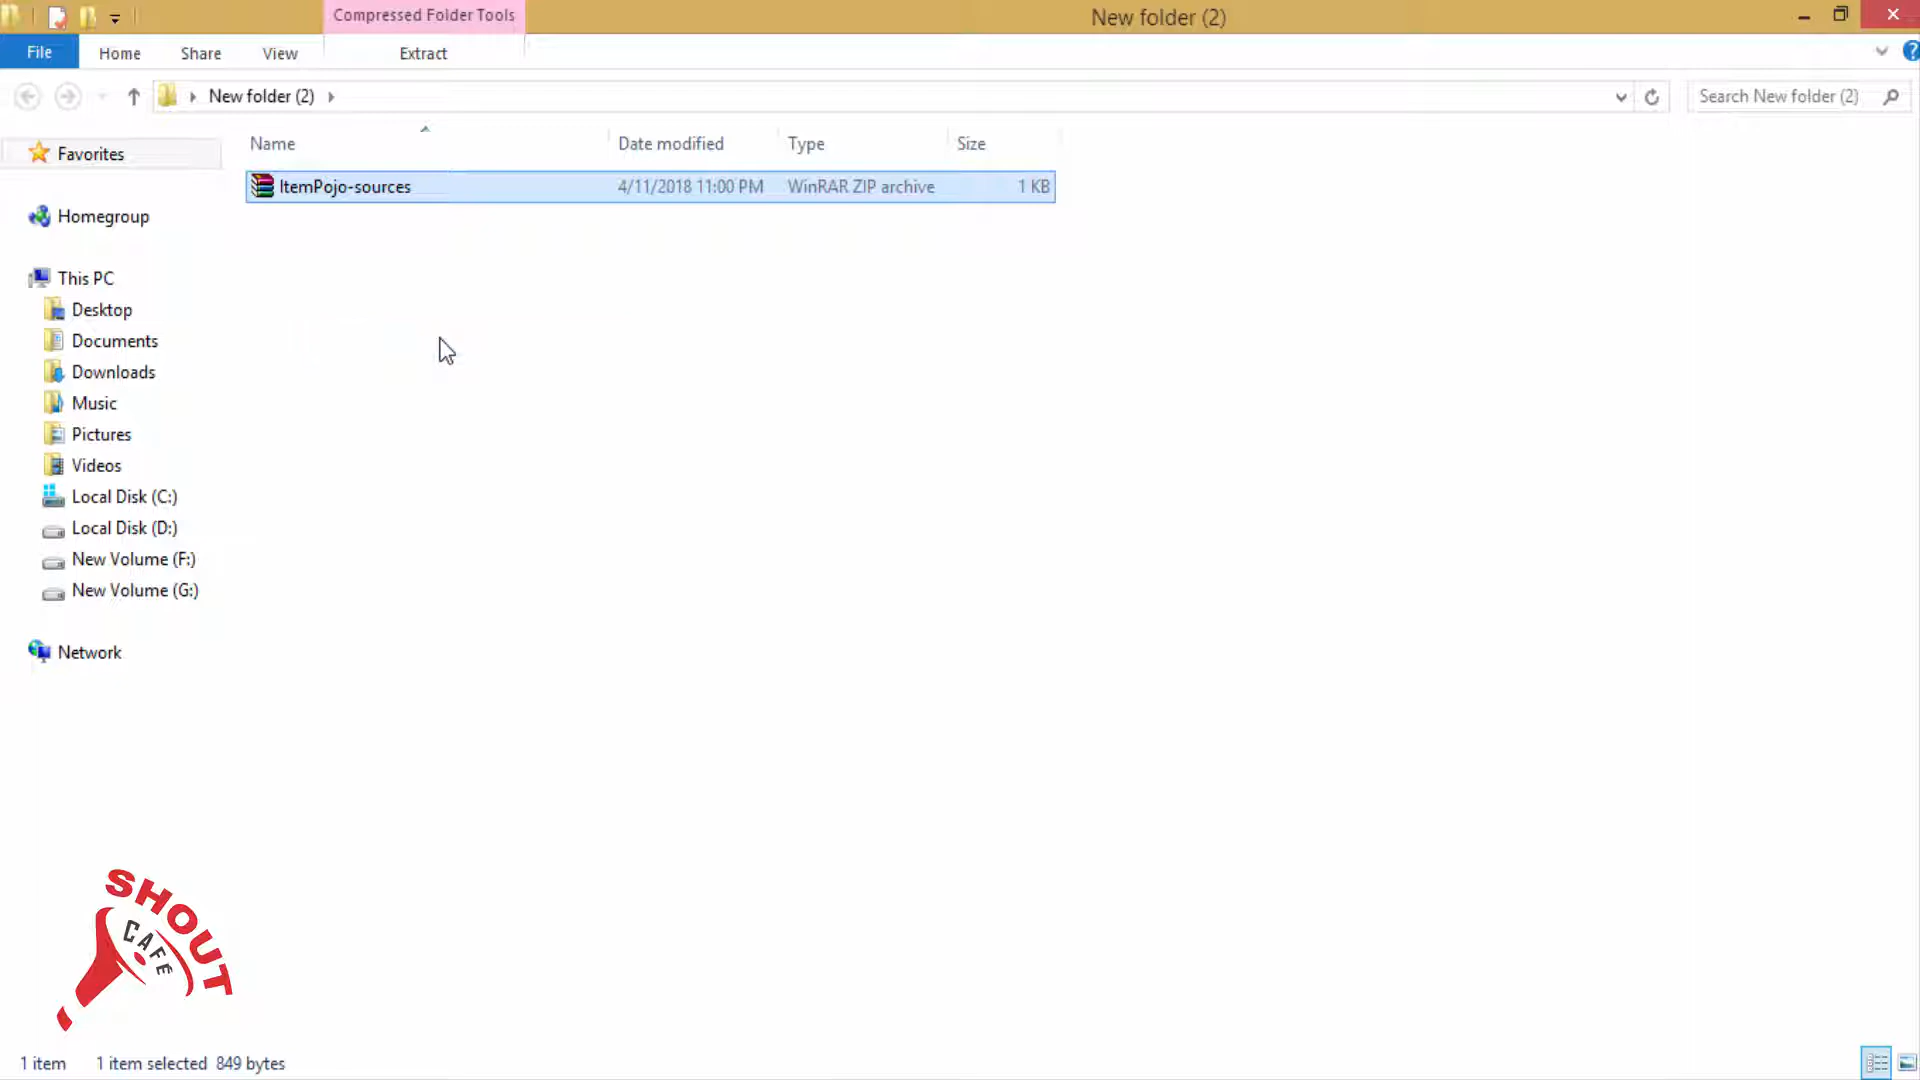 Compressed Folder Tools
New folder (2)
File
Home
Share
View
Extract
New folder (2)
Search New folder (2)
Name
Date modified
Type
Size
Favorites
ItemPojo-sources
4/11/2018 11:00 PM
WinRAR ZIP archive
1 KB
Homegroup
This PC
Desktop
Documents
Downloads
Music
Pictures
Videos
Local Disk (C:)
Local Disk (D:)
New Volume (F:)
New Volume (G:)
Network
SHOUT
CAFE
1 item
1 item selected 849 bytes